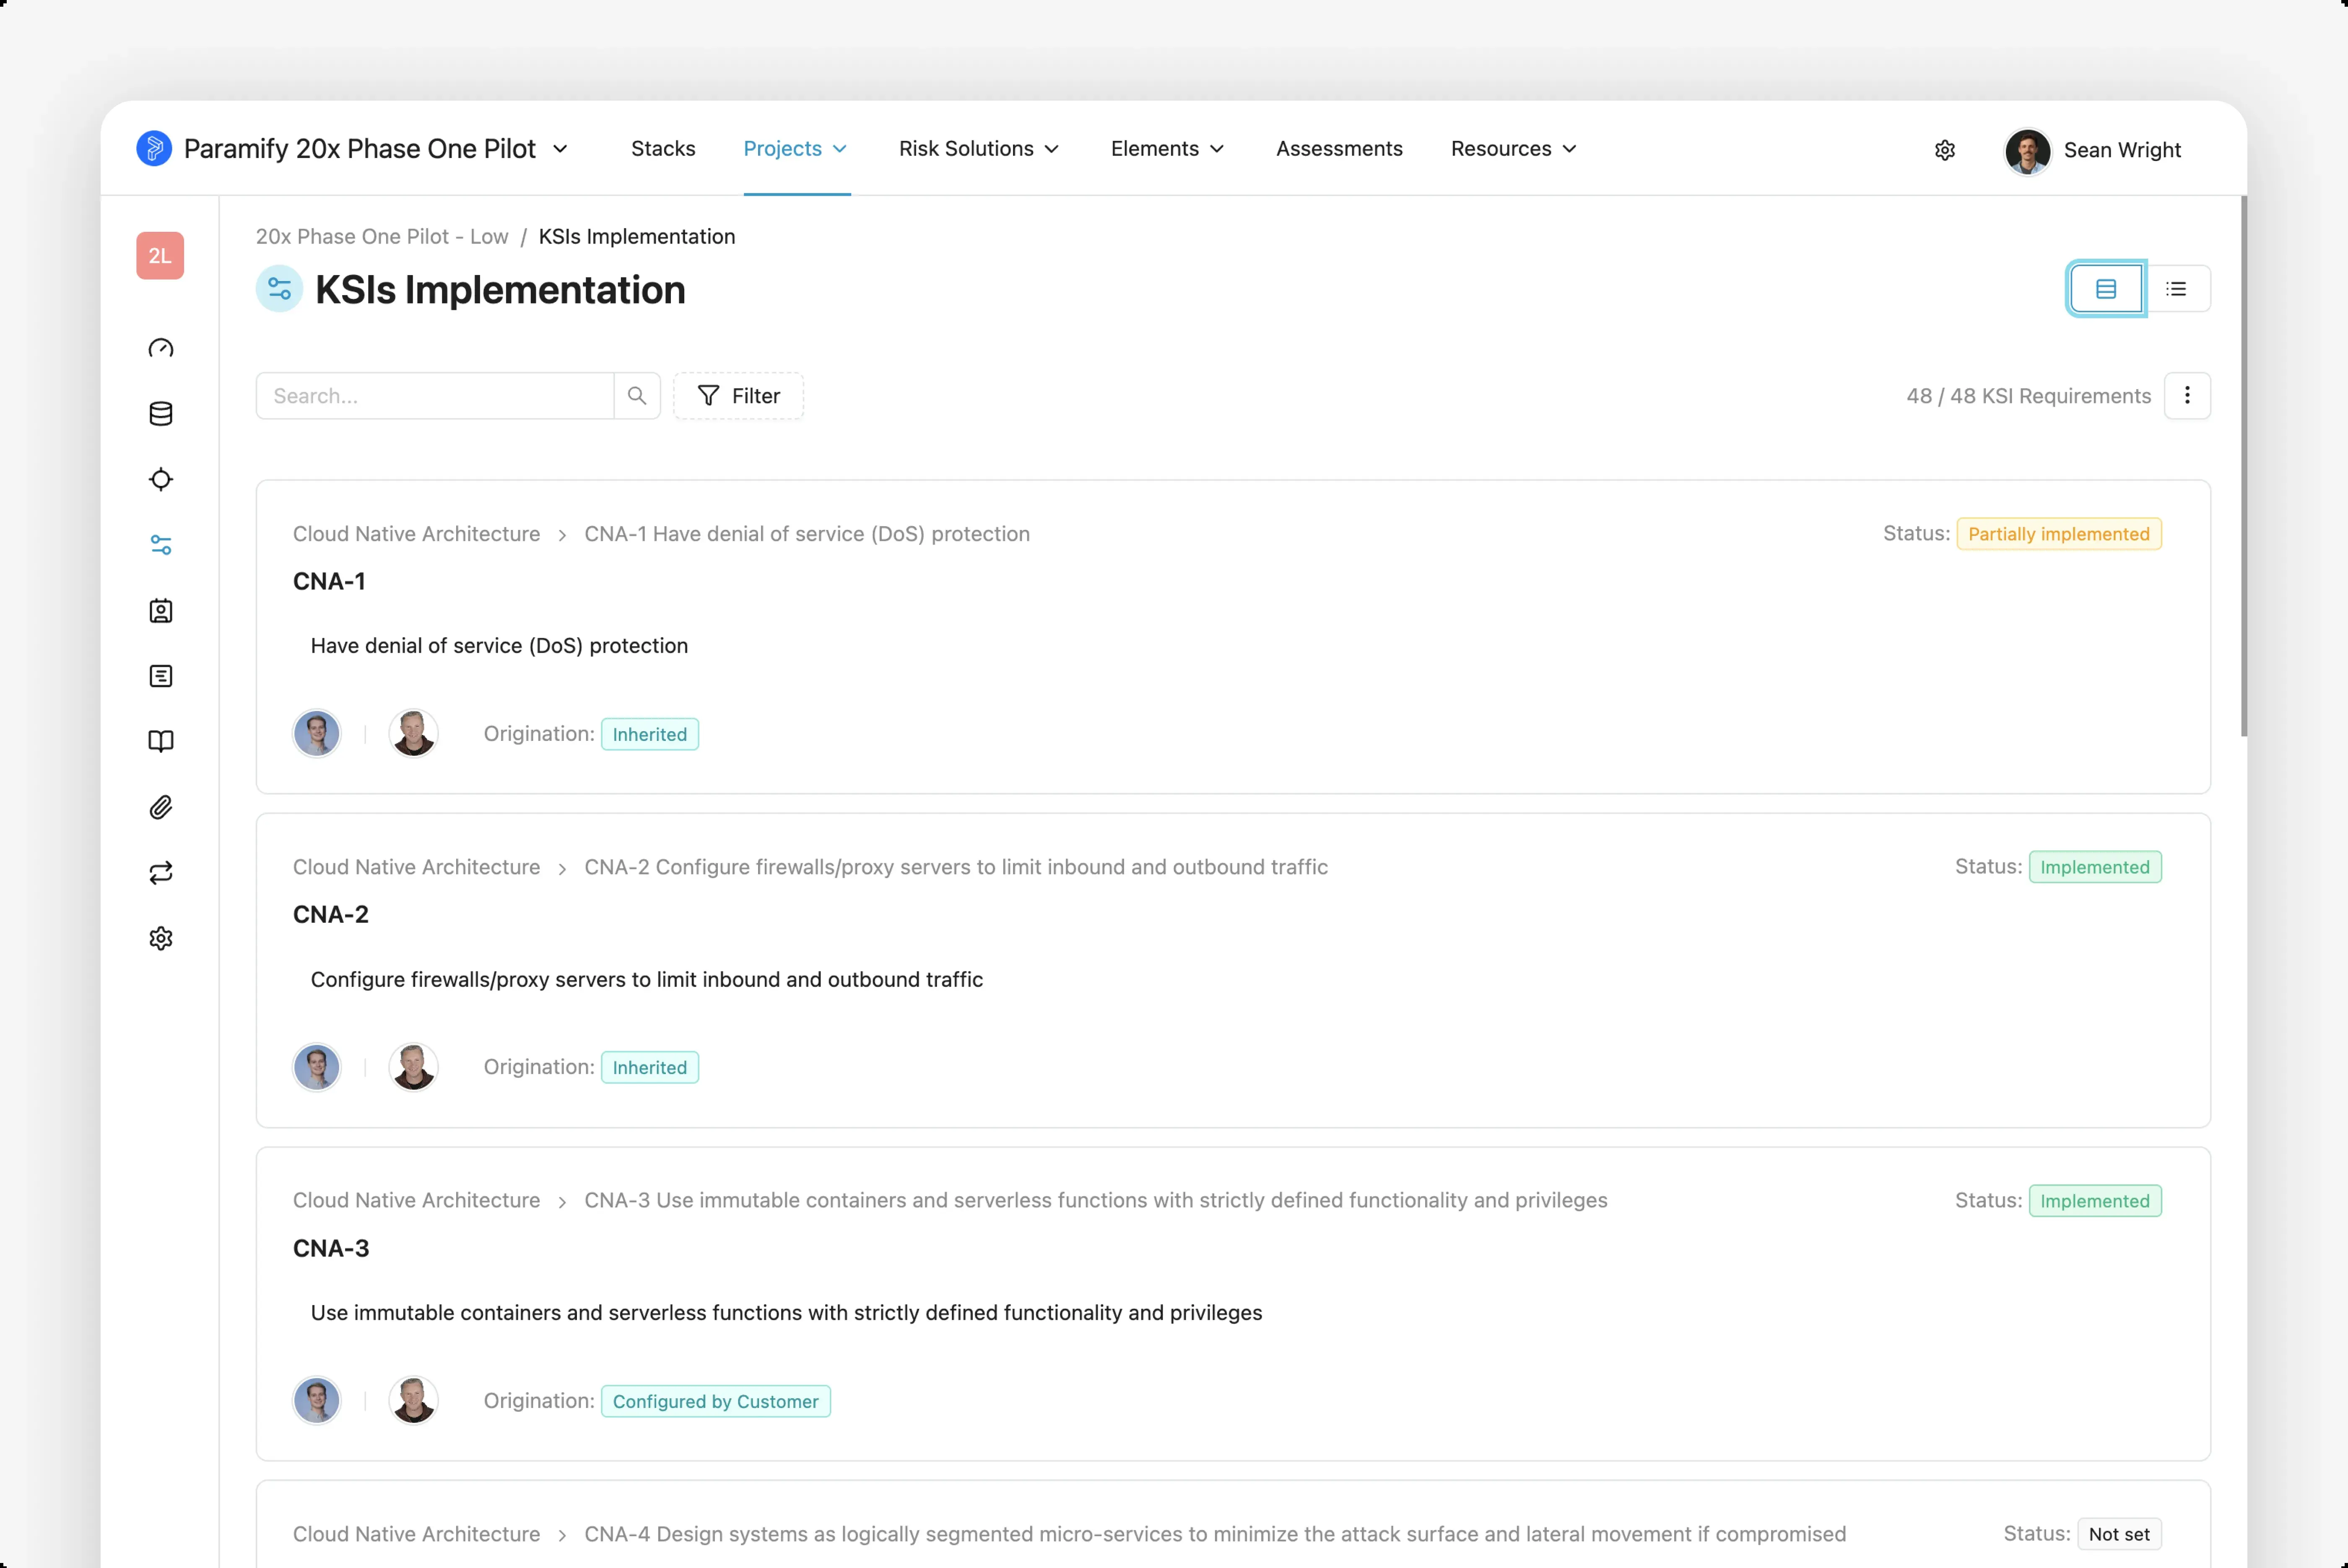 Paramify 20x Phase One Pilot
Stacks
Projects
Risk Solutions
Elements
Assessments
Resources
Sean Wright
2L
20x Phase One Pilot - Low / KSIs Implementation
KSIs Implementation
Search...
Filter
48 / 48 KSI Requirements
Cloud Native Architecture > CNA-1 Have denial of service (DoS) protection
Status: Partially implemented
CNA-1
Have denial of service (DoS) protection
Origination: Inherited
Cloud Native Architecture > CNA-2 Configure firewalls/proxy servers to limit inbound and outbound traffic
Status: Implemented
CNA-2
Configure firewalls/proxy servers to limit inbound and outbound traffic
Origination: Inherited
Cloud Native Architecture > CNA-3 Use immutable containers and serverless functions with strictly defined functionality and privileges
Status: Implemented
CNA-3
Use immutable containers and serverless functions with strictly defined functionality and privileges
Origination: Configured by Customer
Cloud Native Architecture > CNA-4 Design systems as logically segmented micro-services to minimize the attack surface and lateral movement if compromised
Status: Not set